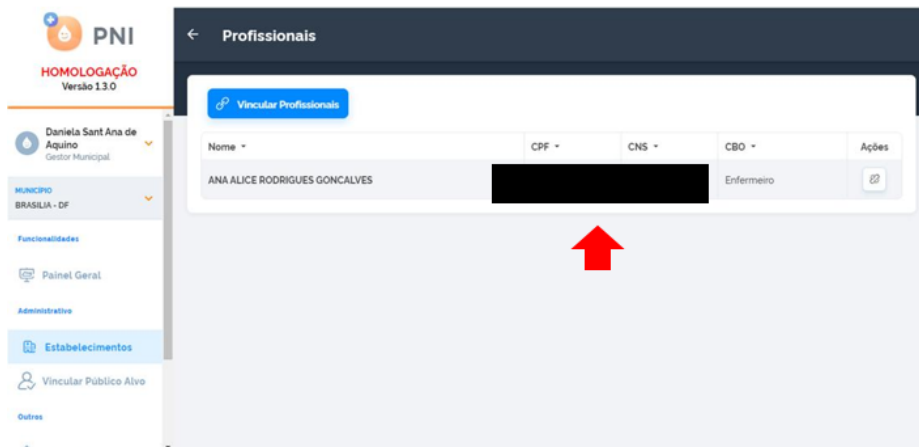 PNI
HOMOLOGAÇÃO
Versão 1.3.0
Daniela Sant Ana de
Aquino
Gestor Municipal
MUNICÍPIO
BRASILIA - DF
Funcionalidades
Painel Geral
Administrativo
Estabelecimentos
Vincular Público Alvo
Outros
Profissionais
Vincular Profissionais
Nome CPF CNS CBO Ações
ANA ALICE RODRIGUES GONCALVES Enfermeiro